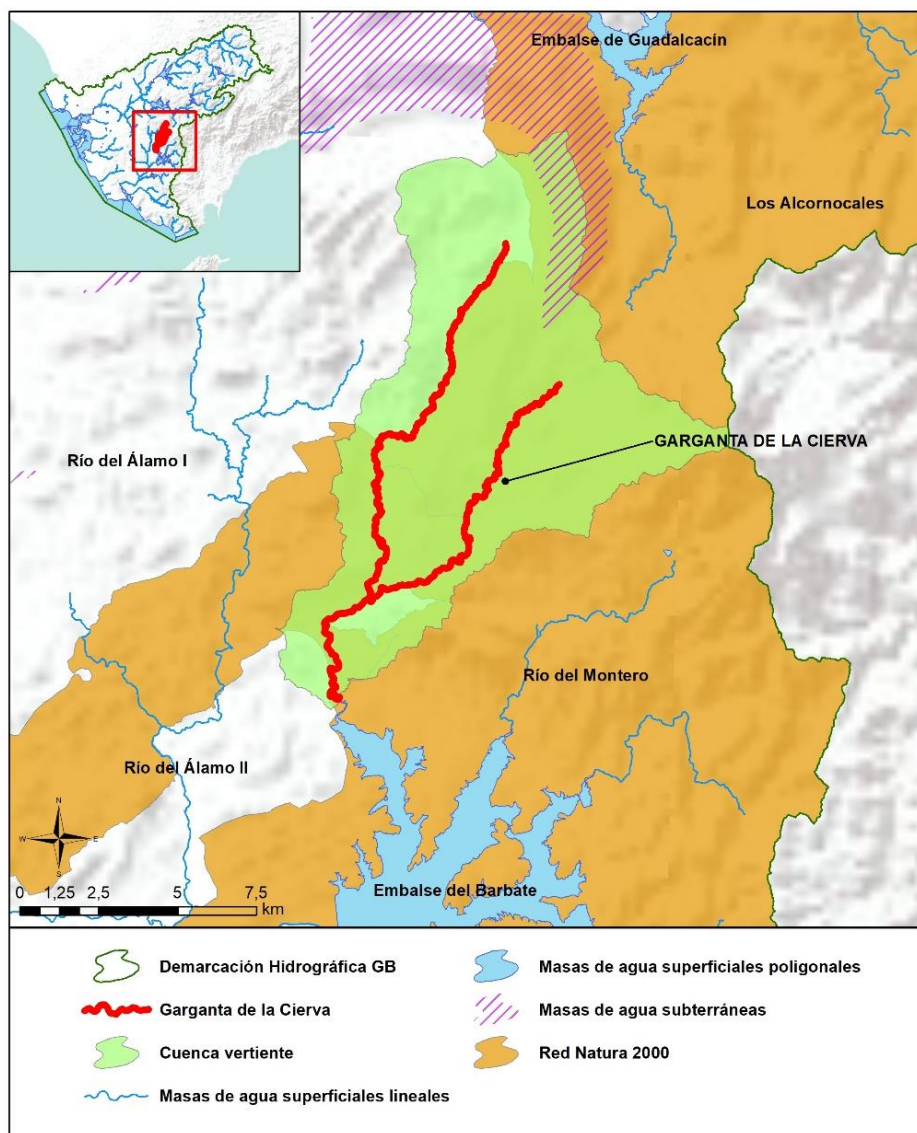 Embalse de Guadalcacín
Los Alcornocales
GARGANTA DE LA CIERVA
Río del Álamo I
Río del Montero
Río del Álamo II
Embalse del Barbate
N
W E
S
0 1,25 2,5 5 7,5
km
Demarcación Hidrográfica GB
Garganta de la Cierva
Cuenca vertiente
Masas de agua superficiales lineales
Masas de agua superficiales poligonales
Masas de agua subterráneas
Red Natura 2000